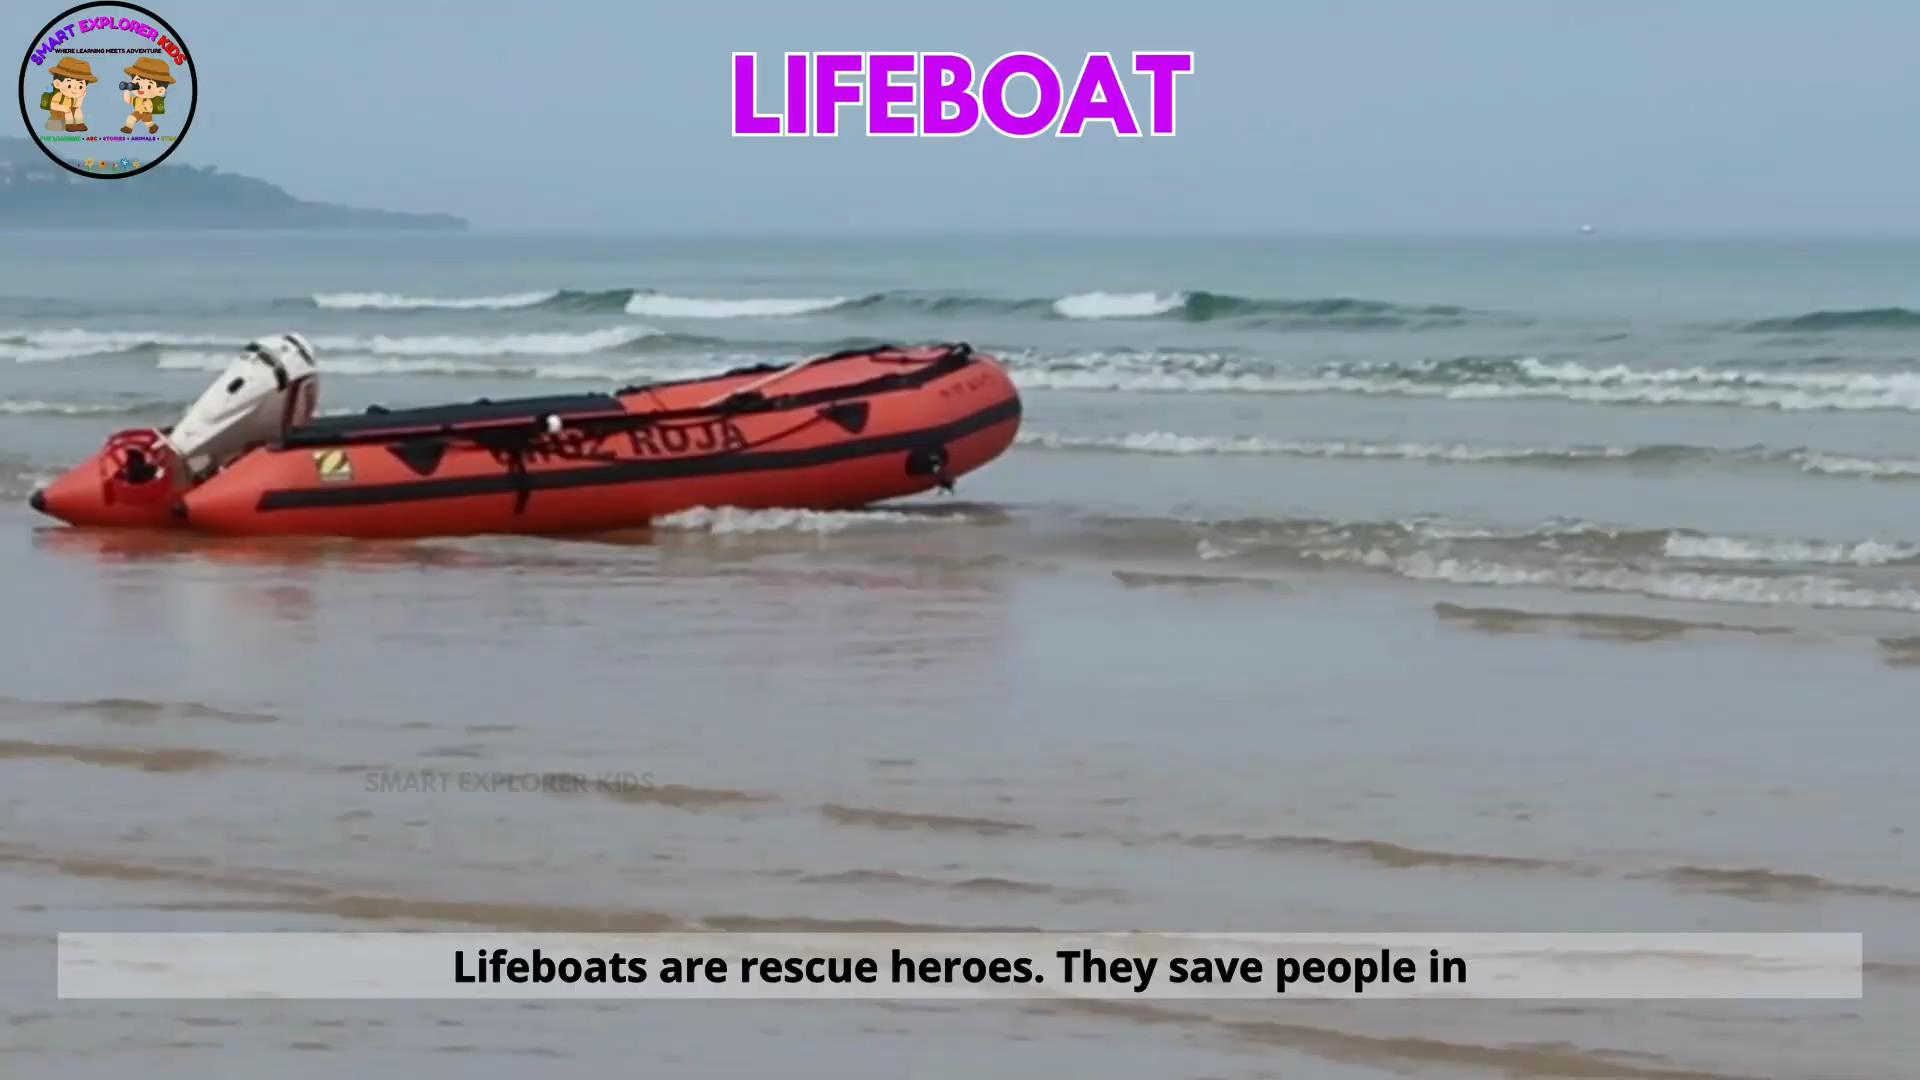 SMART EXPLORER KIDS
WHERE LEARNING MEETS ADVENTURE
LIFEBOAT
ROJA
SMART EXPLORER KIDS
Lifeboats are rescue heroes. They save people in